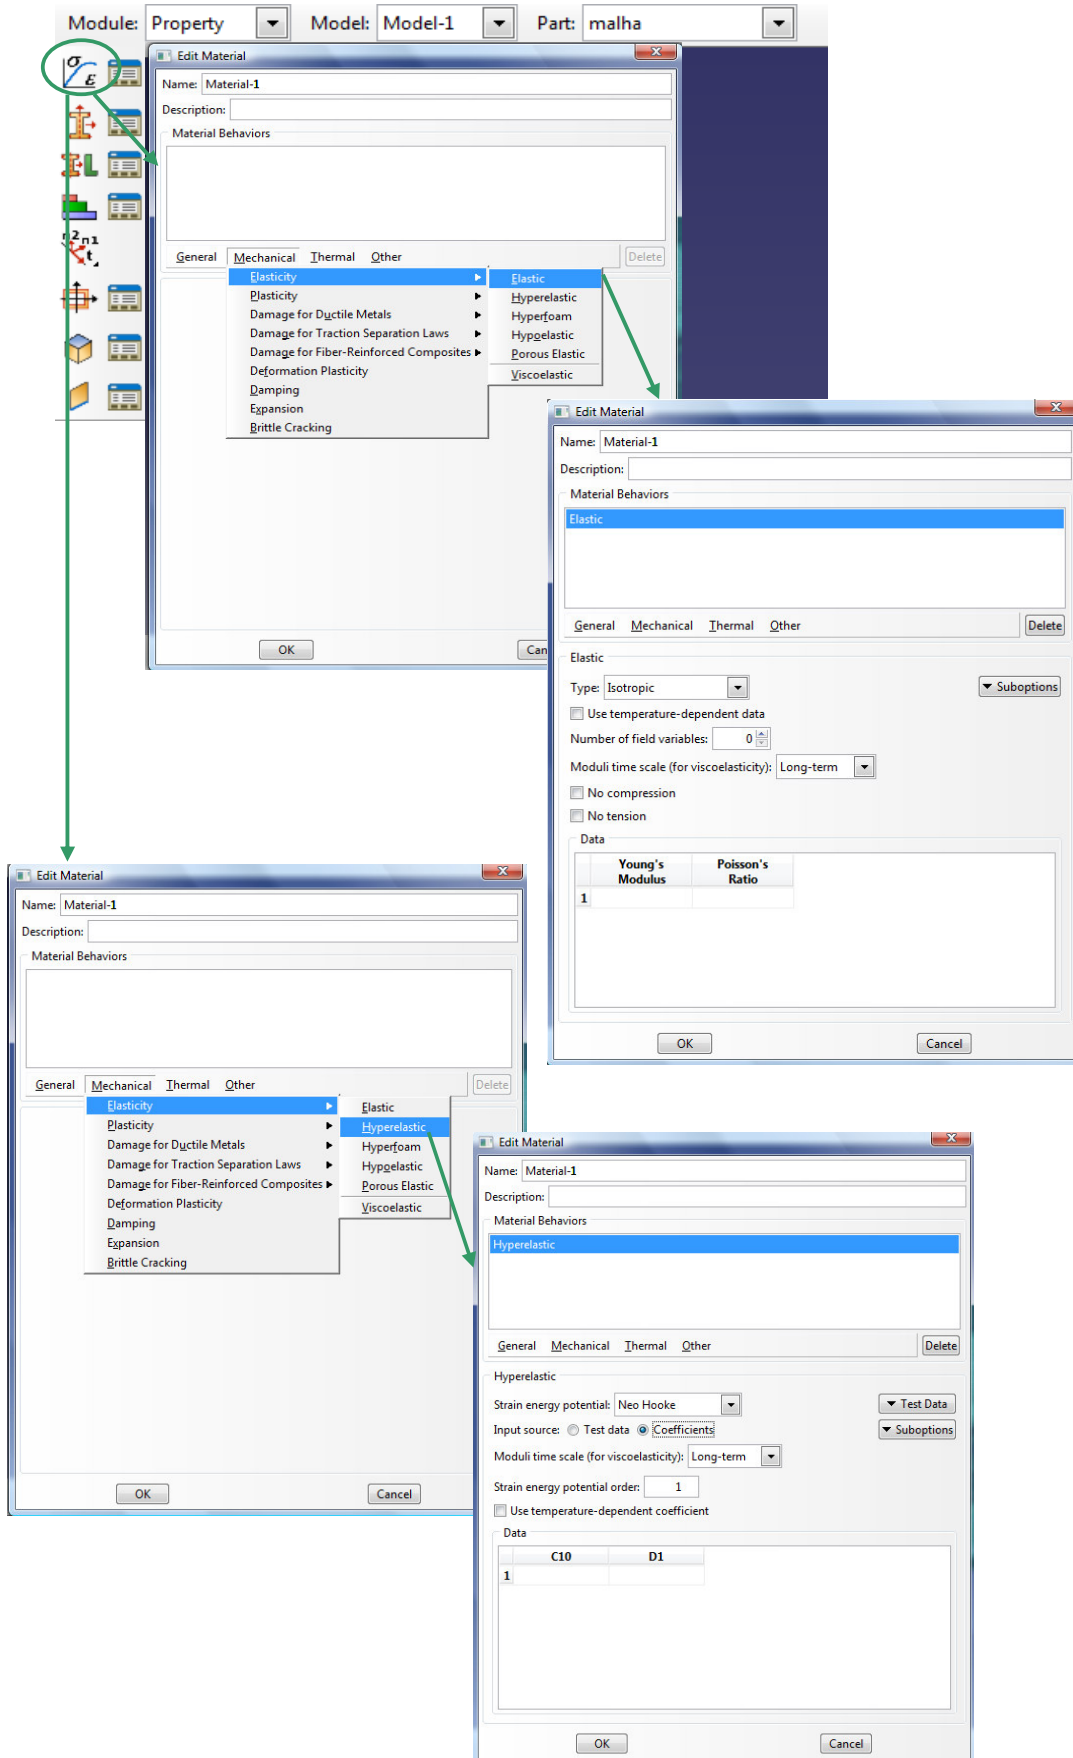 Module: Property Model: Model-1 Part: malha
σ
ε
n2 n1
t
Edit Material
Name: Material-1
Description:
Material Behaviors
General Mechanical Thermal Other Delete
Elasticity
Plasticity
Damage for Ductile Metals
Damage for Traction Separation Laws
Damage for Fiber-Reinforced Composites
Deformation Plasticity
Damping
Expansion
Brittle Cracking
Elastic
Hyperelastic
Hyperfoam
Hypoelastic
Porous Elastic
Viscoelastic
OK Can
Edit Material
Name: Material-1
Description:
Material Behaviors
Elastic
General Mechanical Thermal Other Delete
Elastic
Type: Isotropic Suboptions
Use temperature-dependent data
Number of field variables: 0
Moduli time scale (for viscoelasticity): Long-term
No compression
No tension
Data
Young's Modulus Poisson's Ratio
1
OK Cancel
Edit Material
Name: Material-1
Description:
Material Behaviors
General Mechanical Thermal Other Delete
Elasticity
Plasticity
Damage for Ductile Metals
Damage for Traction Separation Laws
Damage for Fiber-Reinforced Composites
Deformation Plasticity
Damping
Expansion
Brittle Cracking
Elastic
Hyperelastic
Hyperfoam
Hypoelastic
Porous Elastic
Viscoelastic
OK Cancel
Edit Material
Name: Material-1
Description:
Material Behaviors
Hyperelastic
General Mechanical Thermal Other Delete
Hyperelastic
Strain energy potential: Neo Hooke Test Data
Input source: Test data Coefficients Suboptions
Moduli time scale (for viscoelasticity): Long-term
Strain energy potential order: 1
Use temperature-dependent coefficient
Data
C10 D1
1
OK Cancel